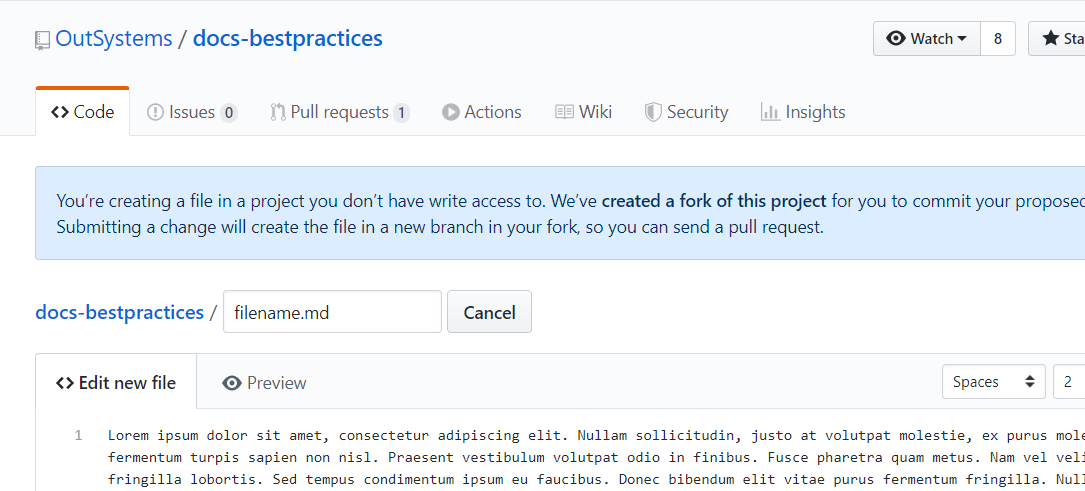 OutSystems / docs-bestpractices
Watch 8
Code
Issues 0
Pull requests 1
Actions
Wiki
Security
Insights
You're creating a file in a project you don't have write access to. We've created a fork of this project for you to commit your proposed
Submitting a change will create the file in a new branch in your fork, so you can send a pull request.
docs-bestpractices / filename.md Cancel
Edit new file
Preview
Spaces
2
1 Lorem ipsum dolor sit amet, consectetur adipiscing elit. Nullam sollicitudin, justo at volutpat molestie, ex purus
fermentum turpis sapien non nisl. Praesent vestibulum volutpat odio in finibus. Fusce pharetra quam metus. Nam vel
fringilla lobortis. Sed tempus condimentum ipsum eu faucibus. Donec bibendum elit vitae purus fermentum fringilla.